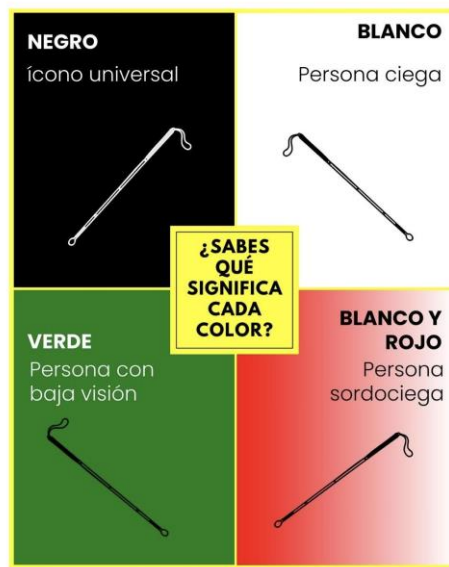 NEGRO
ícono universal
BLANCO
Persona ciega
¿SABES
QUÉ
SIGNIFICA
CADA
COLOR?
VERDE
Persona con
baja visión
BLANCO Y
ROJO
Persona
sordociega